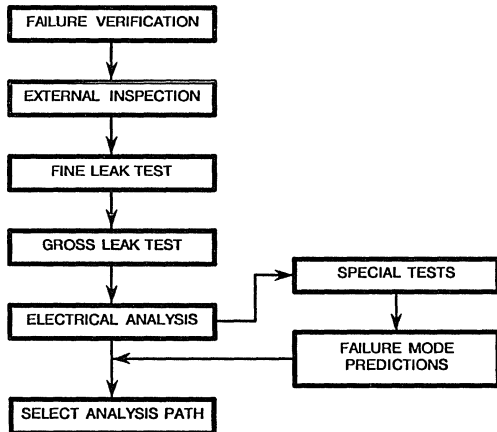 FAILURE VERIFICATION
EXTERNAL INSPECTION
FINE LEAK TEST
GROSS LEAK TEST
ELECTRICAL ANALYSIS
SPECIAL TESTS
FAILURE MODE
PREDICTIONS
SELECT ANALYSIS PATH